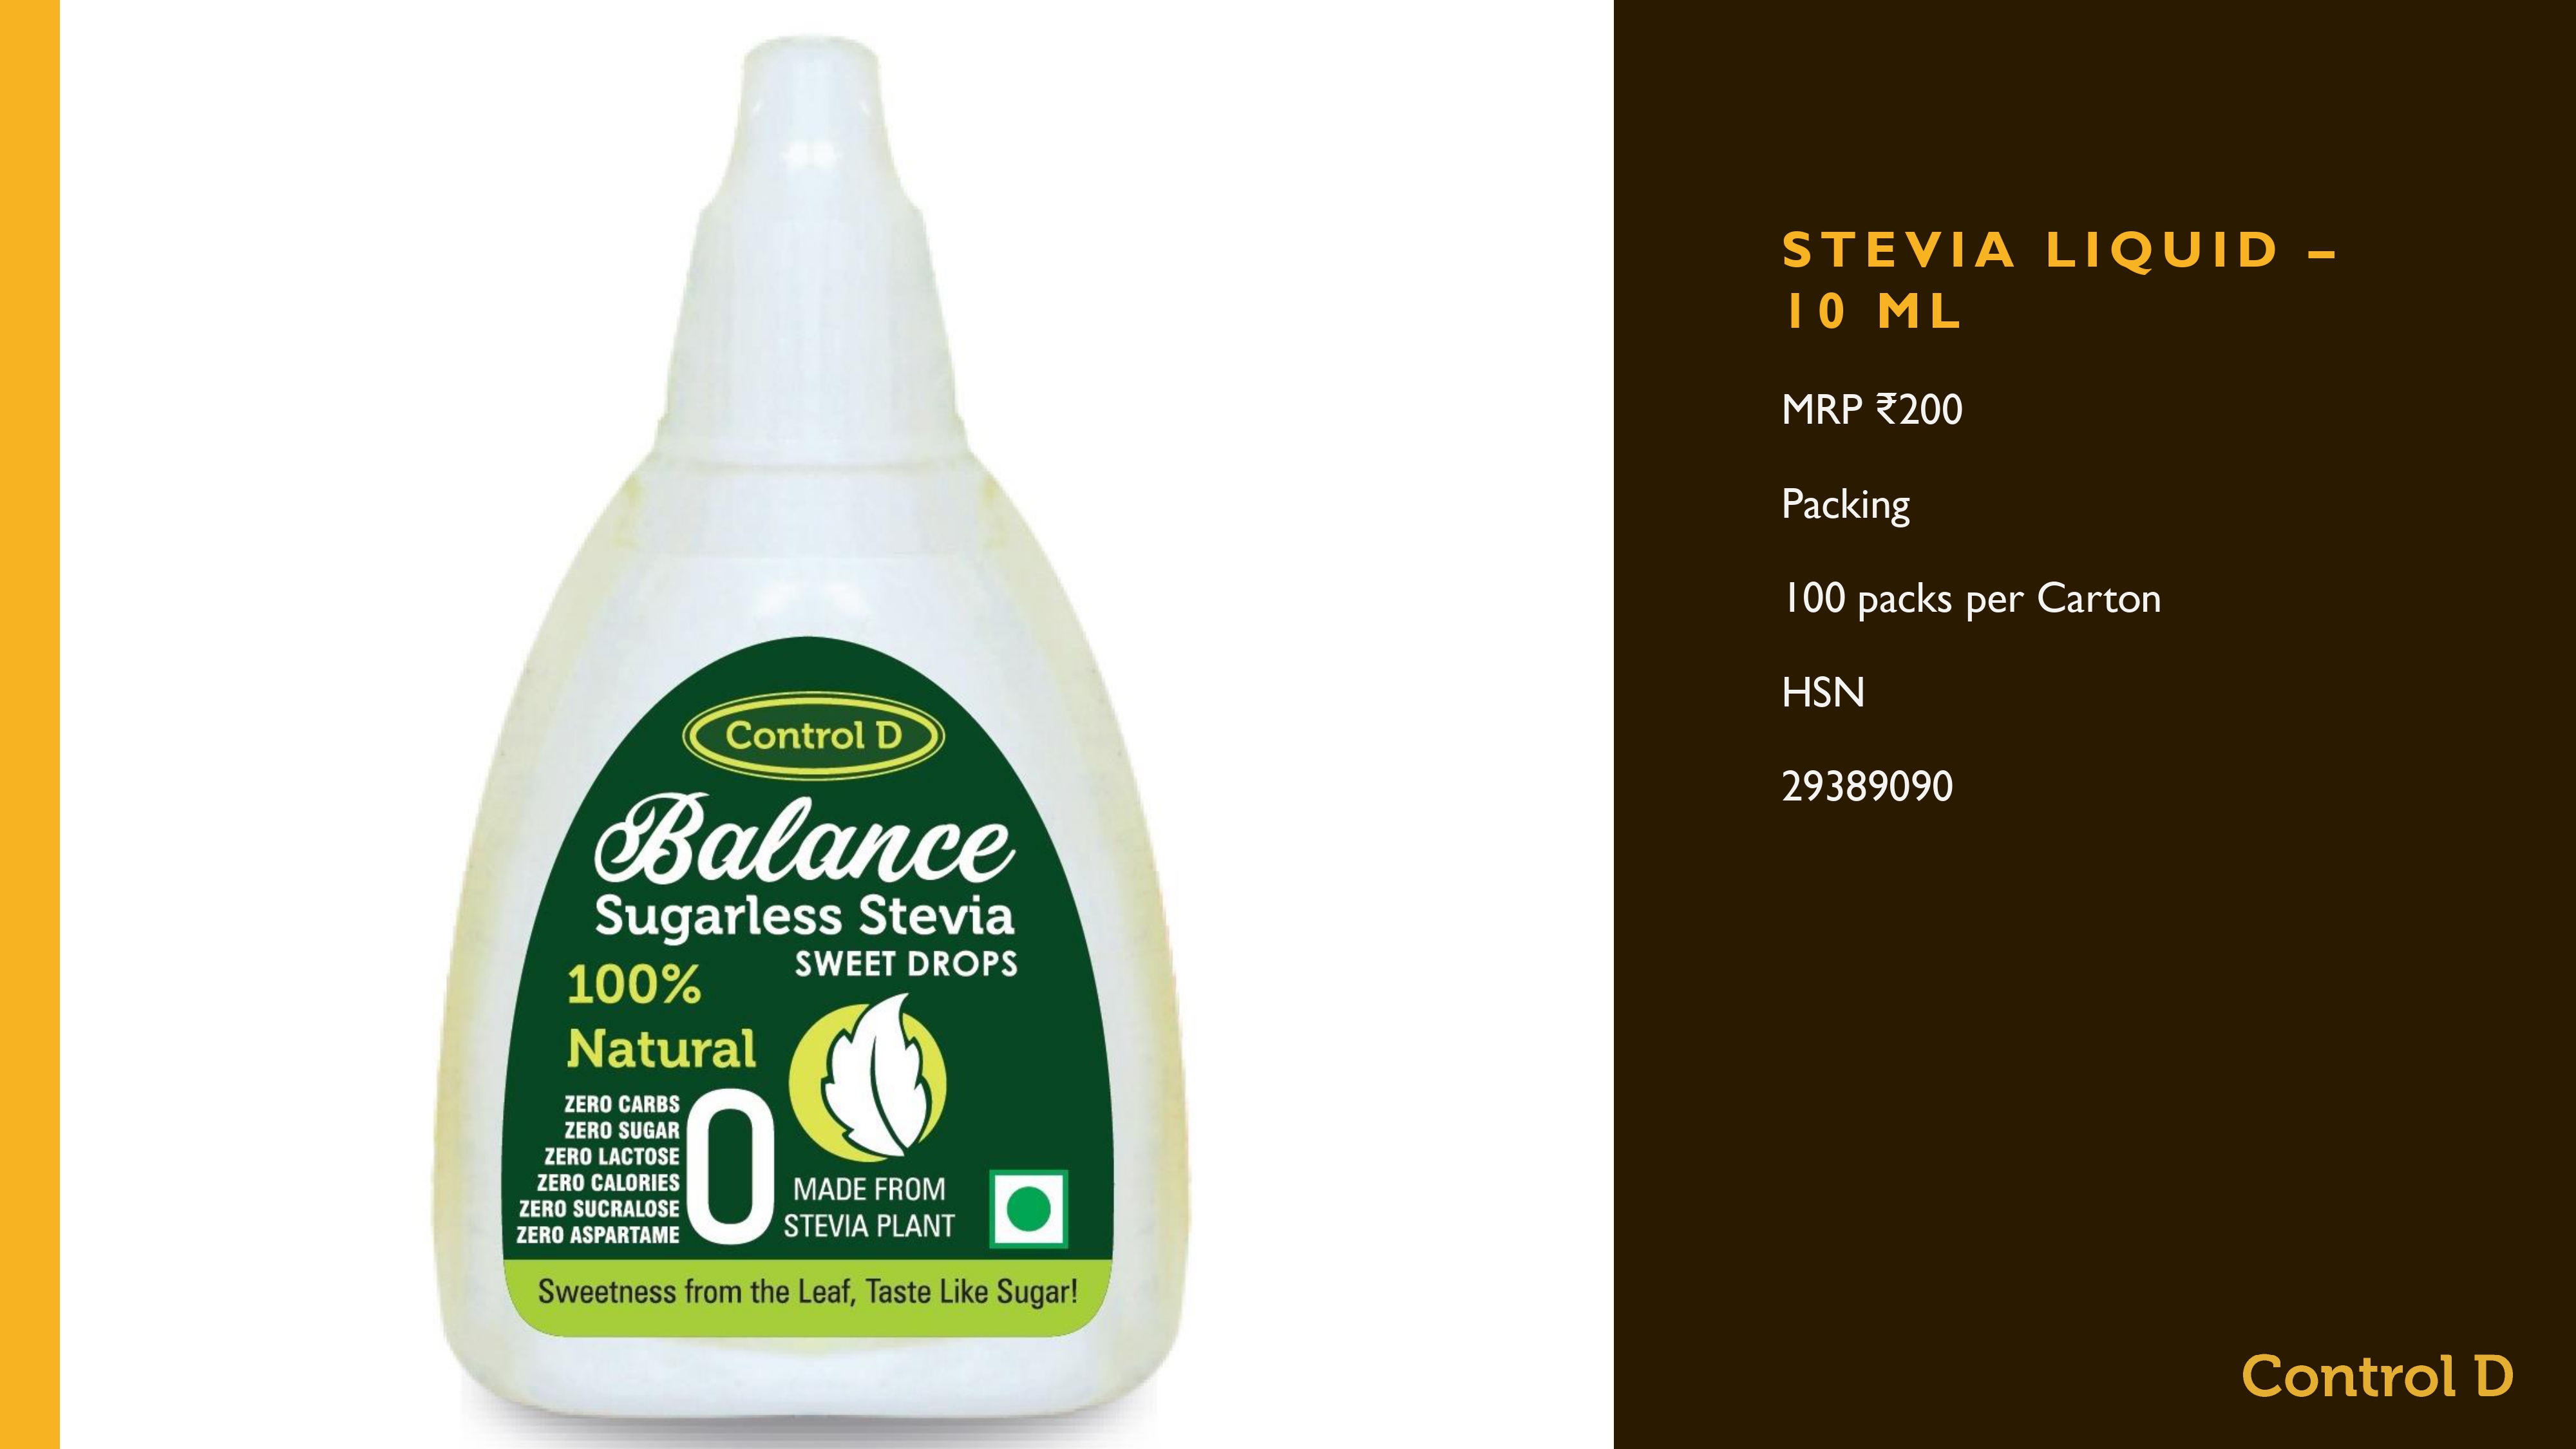 Control D
Balance
Sugarless Stevia
SWEET DROPS
100%
Natural
ZERO CARBS
ZERO SUGAR
ZERO LACTOSE
ZERO CALORIES
ZERO SUCRALOSE
ZERO ASPARTAME
0
MADE FROM
STEVIA PLANT
Sweetness from the Leaf, Taste Like Sugar!
STEVIA LIQUID –
10 ML
MRP ₹200
Packing
100 packs per Carton
HSN
29389090
Control D